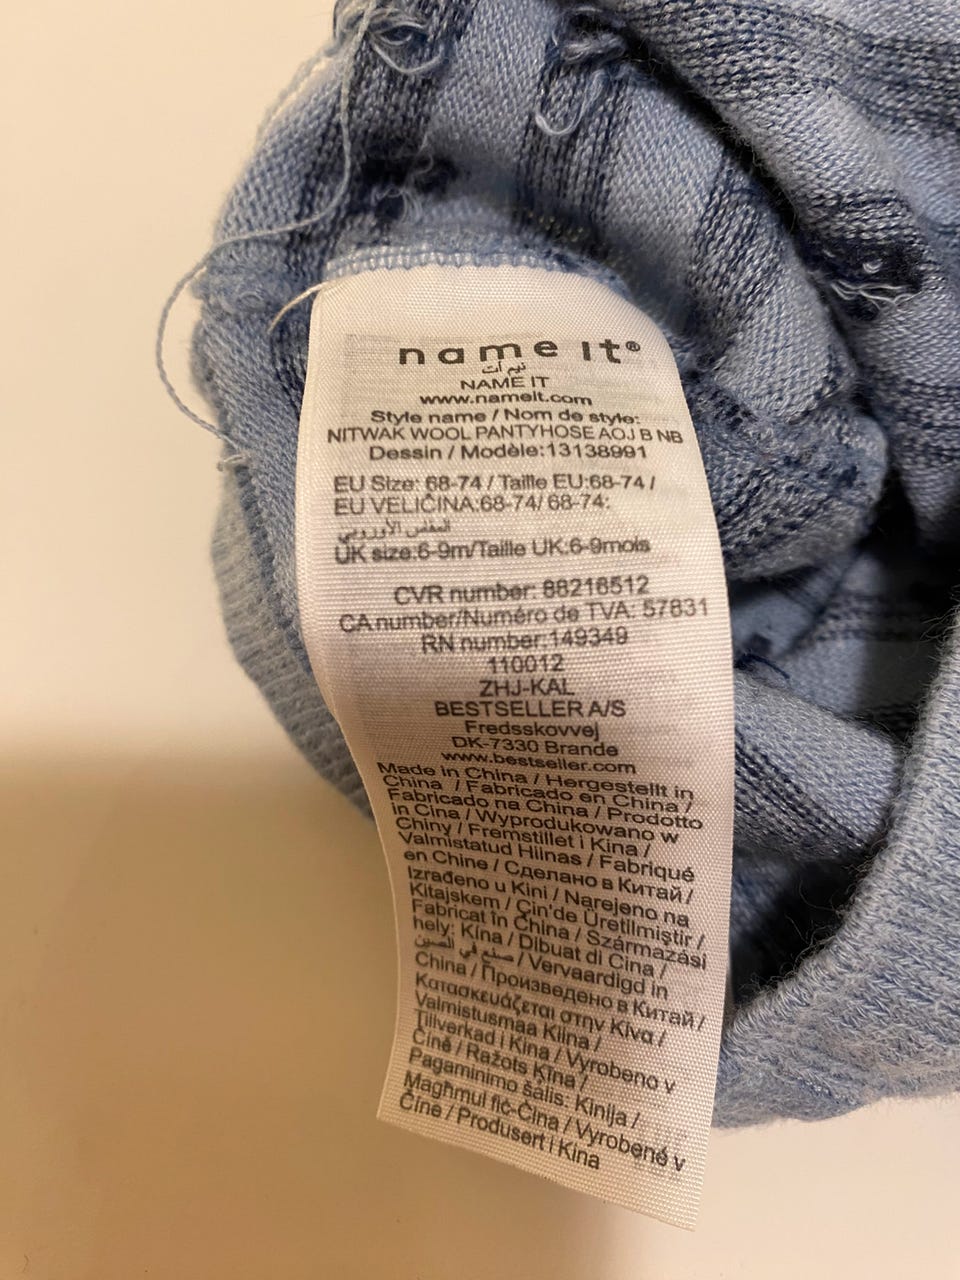 name it®
نيم أت
NAME IT
www.nameit.com
Style name / Nom de style:
NITWAK WOOL PANTYHOSE AOJ B NB
Dessin / Modèle:13138991
EU Size: 68-74 / Taille EU:68-74 /
EU VELIČINA:68-74/ 68-74:
المقاس الأوروبي
UK size:6-9m/Taille UK:6-9mois
CVR number: 88216512
CA number/Numéro de TVA: 57831
RN number:149349
110012
ZHJ-KAL
BESTSELLER A/S
Fredsskovvej
DK-7330 Brande
www.bestseller.com
Made in China / Hergestellt in
China / Fabricado en China /
Fabricado na China / Prodotto
in Cina / Wyprodukowano w
Chiny / Fremstillet i Kina /
Valmistatud Hiinas / Fabriqué
en Chine / Сделано в Китай /
Izrađeno u Kini / Narejeno na
Kitajskem / Çin'de Üretilmiştir /
Fabricat în China / Származási
hely: Kína / Dibuat di Cina /
صنع في الصين / Vervaardigd in
China / Произведено в Китай /
Κατασκευάζεται στην Κίνα /
Valmistusmaa Kiina /
Tillverkad i Kina / Vyrobeno v
Číně / Ražots Ķīna /
Pagaminimo šalis: Kinija /
Magħmul fiċ-Ċina / Vyrobené v
Číne / Produsert i Kina